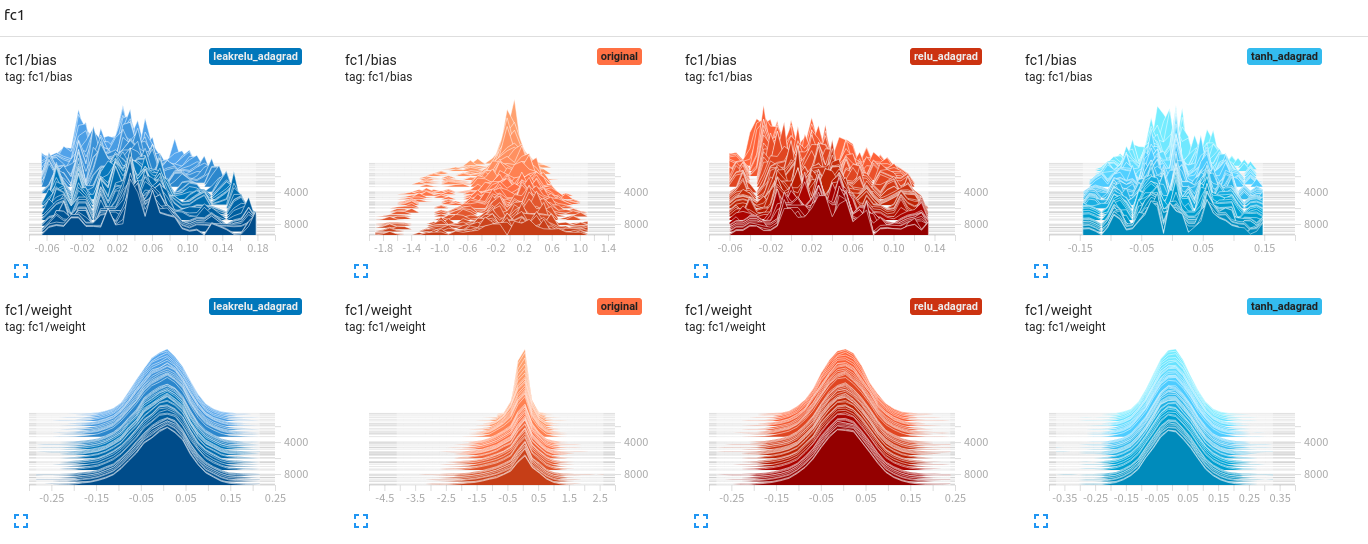 fc1
fc1/bias leakrelu_adagrad
tag: fc1/bias
4000
8000
-0.06 -0.02 0.02 0.06 0.10 0.14 0.18
fc1/bias original
tag: fc1/bias
4000
8000
-1.8 -1.4 -1.0 -0.6 -0.2 0.2 0.6 1.0 1.4
fc1/bias relu_adagrad
tag: fc1/bias
4000
8000
-0.06 -0.02 0.02 0.06 0.10 0.14
fc1/bias tanh_adagrad
tag: fc1/bias
4000
8000
-0.15 -0.05 0.05 0.15
fc1/weight leakrelu_adagrad
tag: fc1/weight
4000
8000
-0.25 -0.15 -0.05 0.05 0.15 0.25
fc1/weight original
tag: fc1/weight
4000
8000
-4.5 -3.5 -2.5 -1.5 -0.5 0.5 1.5 2.5
fc1/weight relu_adagrad
tag: fc1/weight
4000
8000
-0.25 -0.15 -0.05 0.05 0.15 0.25
fc1/weight tanh_adagrad
tag: fc1/weight
4000
8000
-0.35 -0.25 -0.15 -0.05 0.05 0.15 0.25 0.35